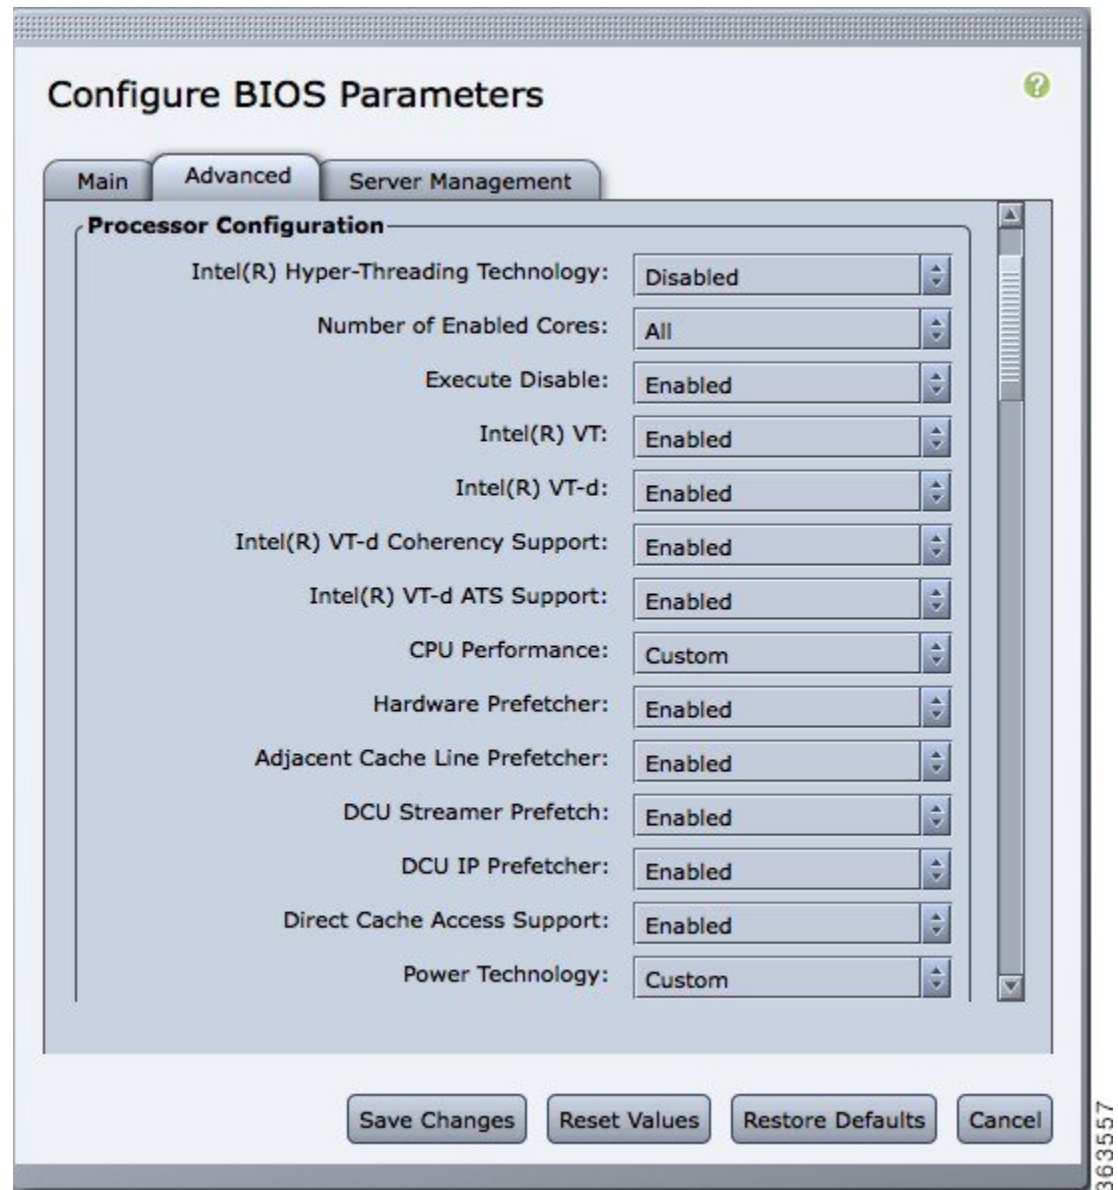 Configure BIOS Parameters
?
Main Advanced Server Management
Processor Configuration
Intel(R) Hyper-Threading Technology: Disabled
Number of Enabled Cores: All
Execute Disable: Enabled
Intel(R) VT: Enabled
Intel(R) VT-d: Enabled
Intel(R) VT-d Coherency Support: Enabled
Intel(R) VT-d ATS Support: Enabled
CPU Performance: Custom
Hardware Prefetcher: Enabled
Adjacent Cache Line Prefetcher: Enabled
DCU Streamer Prefetch: Enabled
DCU IP Prefetcher: Enabled
Direct Cache Access Support: Enabled
Power Technology: Custom
Save Changes Reset Values Restore Defaults Cancel
363557